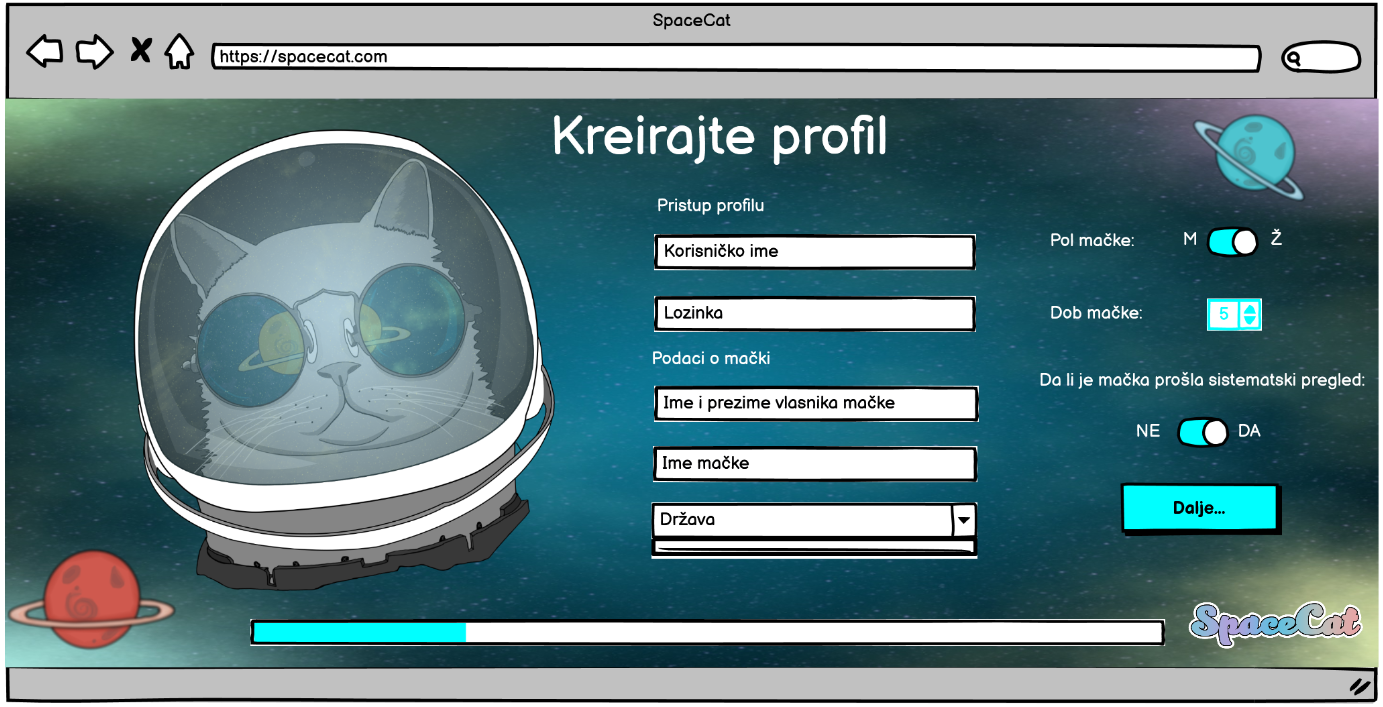 SpaceCat
https://spacecat.com
Kreirajte profil
Pristup profilu
Korisničko ime
Lozinka
Podaci o mački
Ime i prezime vlasnika mačke
Ime mačke
Država
Pol mačke: M Ž
Dob mačke: 5
Da li je mačka prošla sistematski pregled:
NE DA
Dalje...
SpaceCat